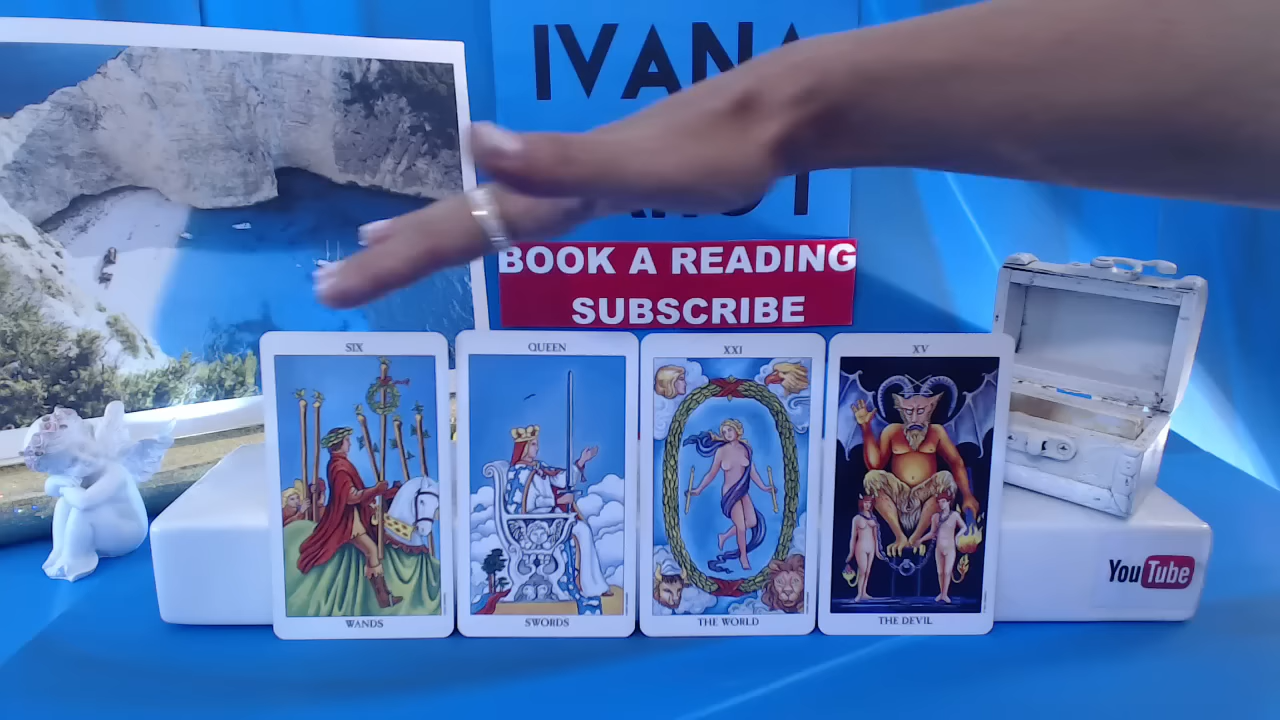 IVANA
BOOK A READING
SUBSCRIBE
SIX
WANDS
QUEEN
SWORDS
XXI
THE WORLD
XV
THE DEVIL
YouTube